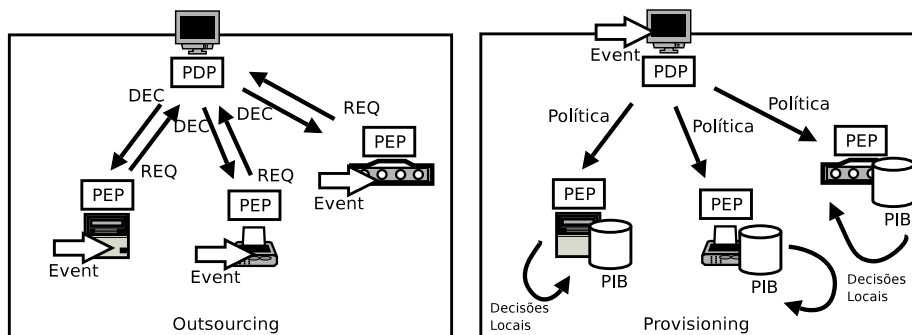 PDP
DEC
DEC
DEC
REQ
PEP
REQ
REQ
PEP
PEP
Event
Event
Event
Outsourcing
Event
PDP
Política
Política
Política
PEP
PEP
PEP
PIB
PIB
PIB
Decisões
Locais
Decisões
Locais
Provisioning